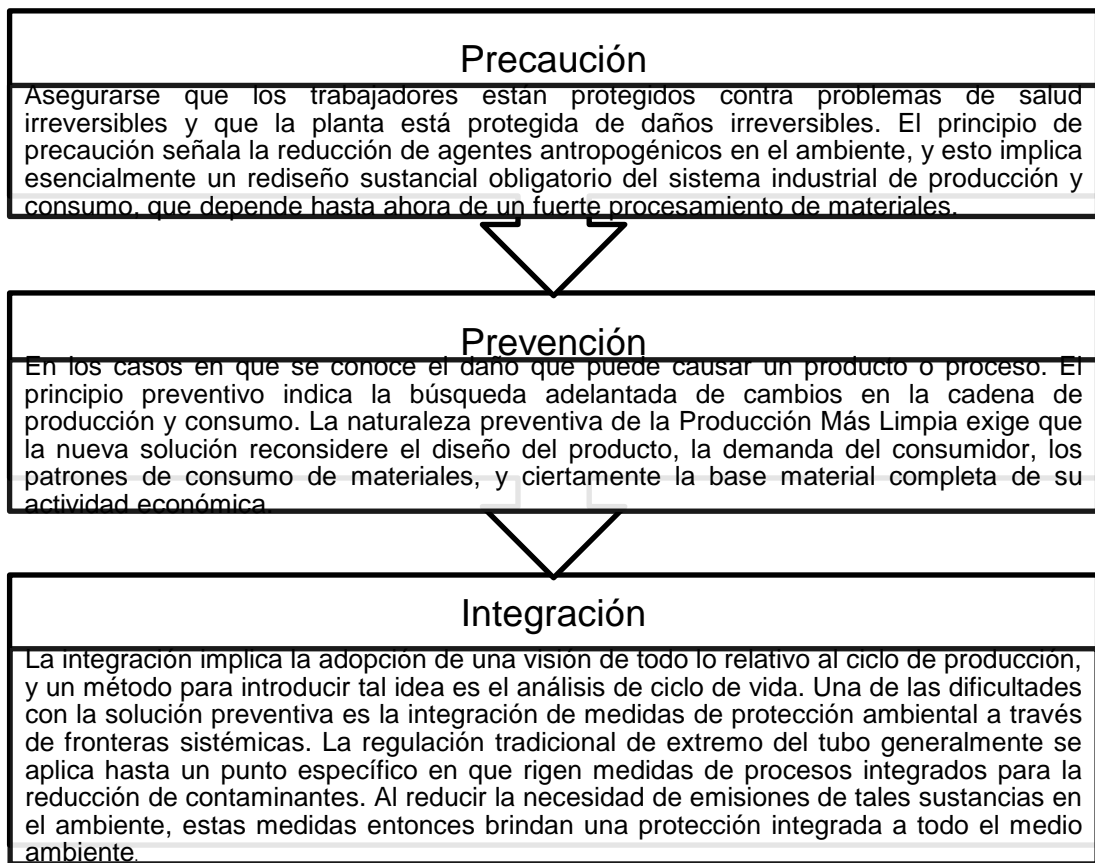 Precaución
Asegurarse que los trabajadores están protegidos contra problemas de salud
irreversibles y que la planta está protegida de daños irreversibles. El principio de
precaución señala la reducción de agentes antropogénicos en el ambiente, y esto implica
esencialmente un rediseño sustancial obligatorio del sistema industrial de producción y
consumo, que depende hasta ahora de un fuerte procesamiento de materiales.
Prevención
En los casos en que se conoce el daño que puede causar un producto o proceso. El
principio preventivo indica la búsqueda adelantada de cambios en la cadena de
producción y consumo. La naturaleza preventiva de la Producción Más Limpia exige que
la nueva solución reconsidere el diseño del producto, la demanda del consumidor, los
patrones de consumo de materiales, y ciertamente la base material completa de su
actividad económica.
Integración
La integración implica la adopción de una visión de todo lo relativo al ciclo de producción,
y un método para introducir tal idea es el análisis de ciclo de vida. Una de las dificultades
con la solución preventiva es la integración de medidas de protección ambiental a través
de fronteras sistémicas. La regulación tradicional de extremo del tubo generalmente se
aplica hasta un punto específico en que rigen medidas de procesos integrados para la
reducción de contaminantes. Al reducir la necesidad de emisiones de tales sustancias en
el ambiente, estas medidas entonces brindan una protección integrada a todo el medio
ambiente.